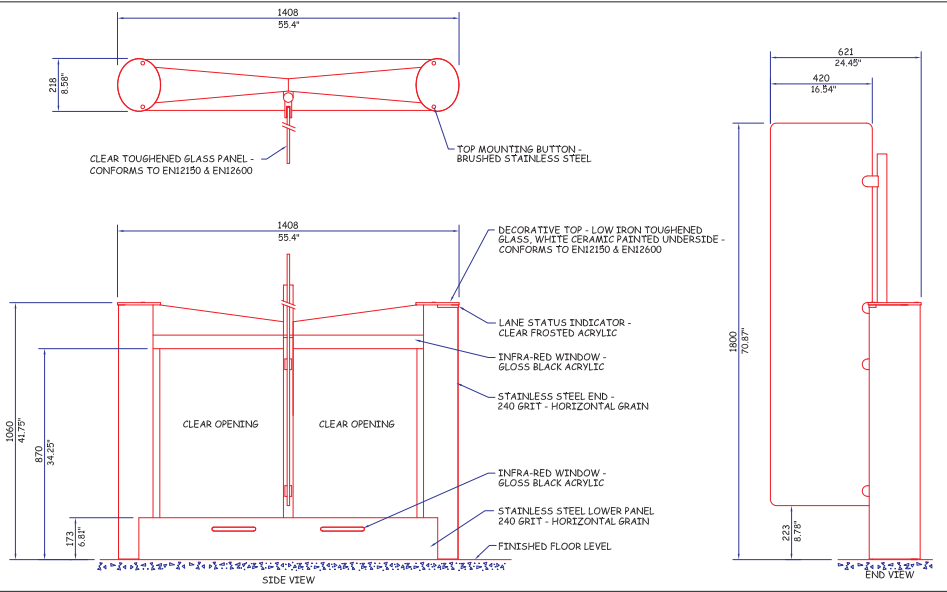 1408
55.4"
218
8.58"
CLEAR TOUGHENED GLASS PANEL -
CONFORMS TO EN12150 & EN12600
TOP MOUNTING BUTTON -
BRUSHED STAINLESS STEEL
1408
55.4"
DECORATIVE TOP - LOW IRON TOUGHENED
GLASS, WHITE CERAMIC PAINTED UNDERSIDE -
CONFORMS TO EN12150 & EN12600
LANE STATUS INDICATOR -
CLEAR FROSTED ACRYLIC
INFRA-RED WINDOW -
GLOSS BLACK ACRYLIC
STAINLESS STEEL END -
240 GRIT - HORIZONTAL GRAIN
CLEAR OPENING
CLEAR OPENING
1060
41.75"
870
34.25"
INFRA-RED WINDOW -
GLOSS BLACK ACRYLIC
STAINLESS STEEL LOWER PANEL
240 GRIT - HORIZONTAL GRAIN
173
6.81"
FINISHED FLOOR LEVEL
SIDE VIEW
621
24.45"
420
16.54"
1800
70.87"
223
8.78"
END VIEW